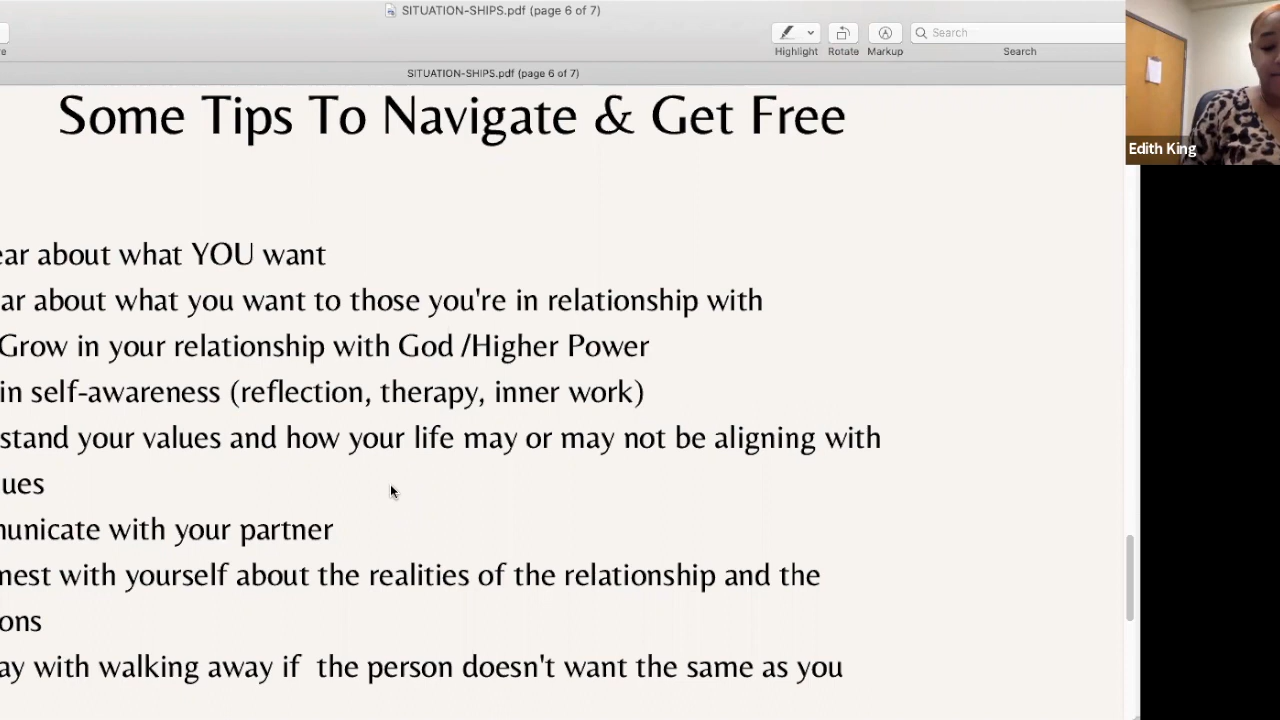 SITUATION-SHIPS.pdf (page 6 of 7)
Search
Highlight Rotate Markup Search
SITUATION-SHIPS.pdf (page 6 of 7)
Some Tips To Navigate & Get Free
Edith King
ear about what YOU want
ar about what you want to those you're in relationship with
Grow in your relationship with God /Higher Power
in self-awareness (reflection, therapy, inner work)
stand your values and how your life may or may not be aligning with
ues
unicate with your partner
nest with yourself about the realities of the relationship and the
ons
ay with walking away if the person doesn't want the same as you